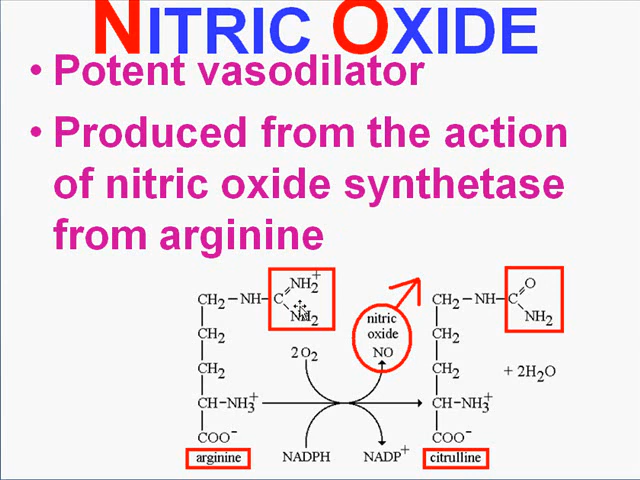 NITRIC OXIDE
• Potent vasodilator
• Produced from the action
of nitric oxide synthetase
from arginine
CH2 – NH – C
NH2+
NH2
CH2
CH2
CH – NH3+
COO–
arginine
2O2
NADPH
nitric
oxide
NO
NADP+
CH2 – NH – C
O
NH2
CH2
CH2
CH – NH3+
COO–
citrulline
+ 2H2O